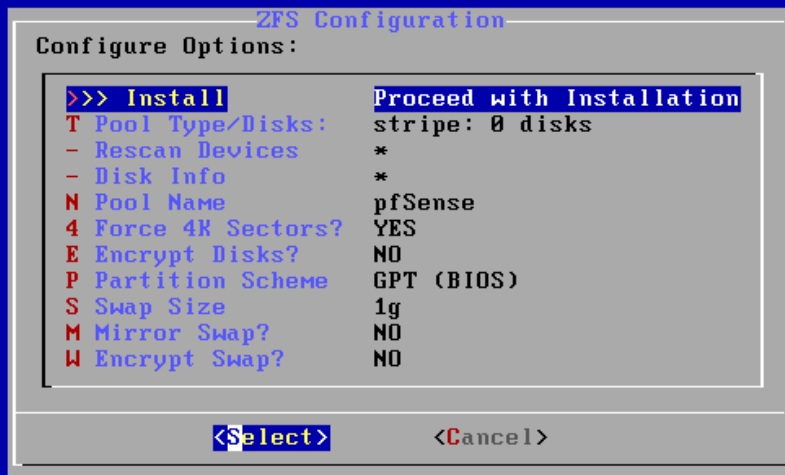 ZFS Configuration
Configure Options:
>>> Install Proceed with Installation
T Pool Type/Disks: stripe: 0 disks
- Rescan Devices *
- Disk Info *
N Pool Name pfSense
4 Force 4K Sectors? YES
E Encrypt Disks? NO
P Partition Scheme GPT (BIOS)
S Swap Size 1g
M Mirror Swap? NO
W Encrypt Swap? NO
<Select> <Cancel>